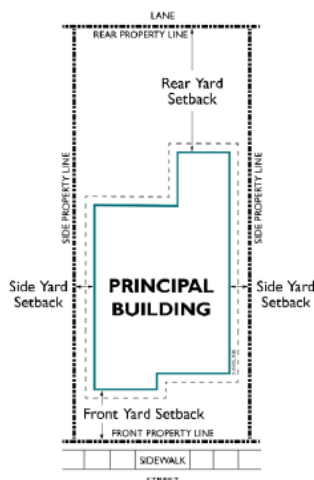 LANE
REAR PROPERTY LINE
Rear Yard
Setback
SIDE PROPERTY LINE
SIDE PROPERTY LINE
PRINCIPAL
BUILDING
Side Yard
Setback
Side Yard
Setback
Front Yard Setback
FRONT PROPERTY LINE
SIDEWALK
STREET